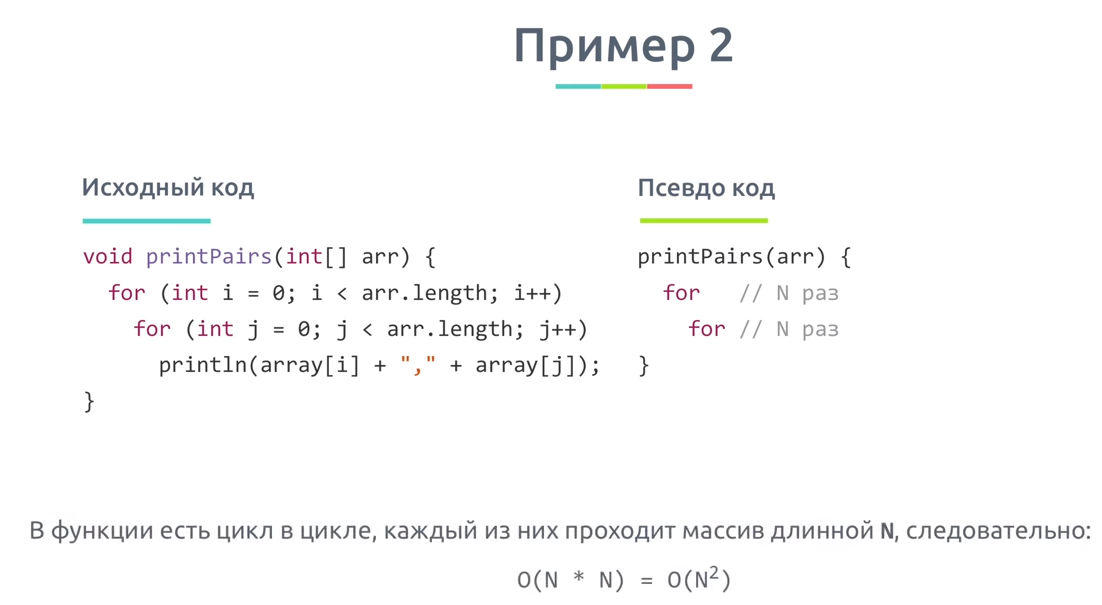 Пример 2
Исходный код
void printPairs(int[] arr) {
  for (int i = 0; i < arr.length; i++)
    for (int j = 0; j < arr.length; j++)
      println(array[i] + "," + array[j]);
}
Псевдо код
printPairs(arr) {
  for   // N раз
    for // N раз
}
В функции есть цикл в цикле, каждый из них проходит массив длинной N, следовательно:
O(N * N) = O(N²)